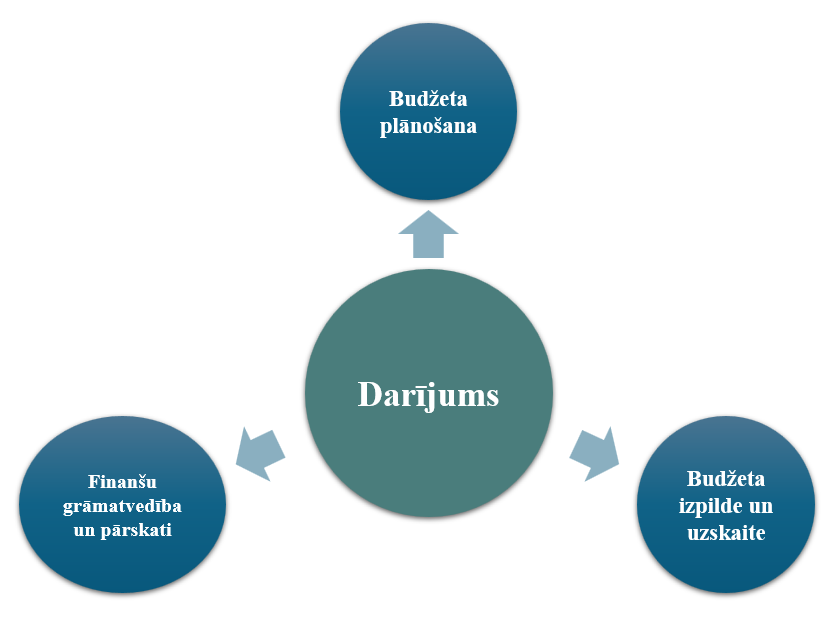 Budžeta
plānošana
Darījums
Finanšu
grāmatvedība
un pārskati
Budžeta
izpilde un
uzskaite